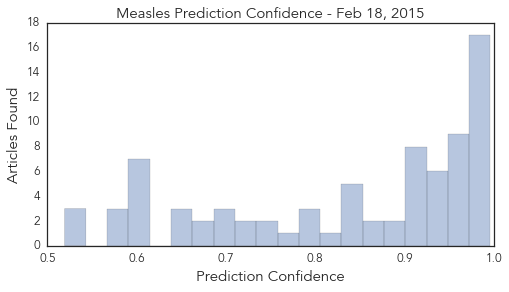 Measles Prediction Confidence - Feb 18, 2015
Articles Found
18
16
14
12
10
8
6
4
2
0
0.5 0.6 0.7 0.8 0.9 1.0
Prediction Confidence